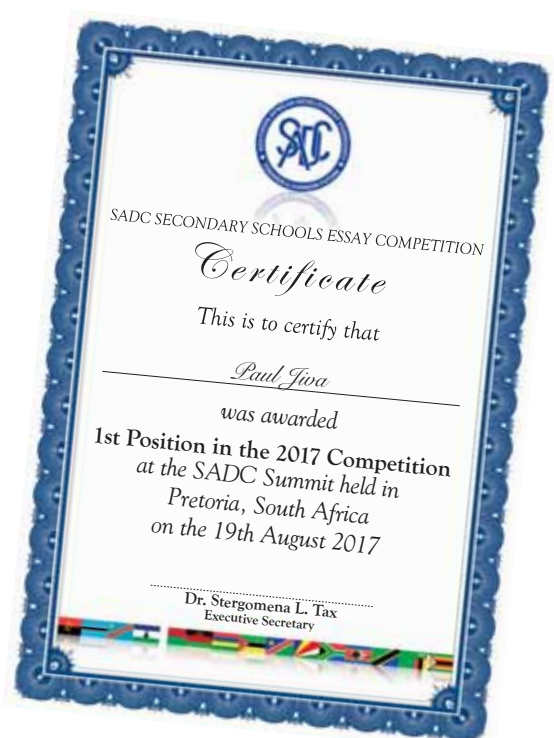 SADC
SADC SECONDARY SCHOOLS ESSAY COMPETITION
Certificate
This is to certify that
Paul Jiva
was awarded
1st Position in the 2017 Competition
at the SADC Summit held in
Pretoria, South Africa
on the 19th August 2017
Dr. Stergomena L. Tax
Executive Secretary